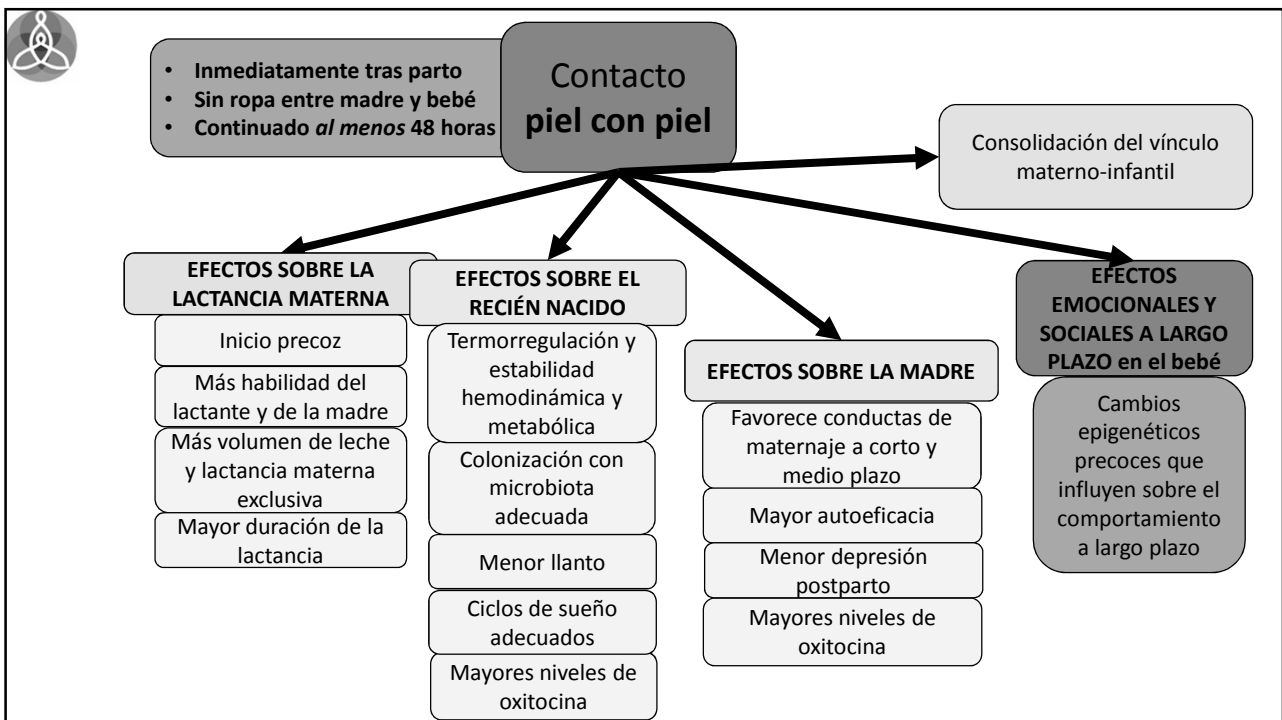 • Inmediatamente tras parto
• Sin ropa entre madre y bebé
• Continuado al menos 48 horas
Contacto
piel con piel
Consolidación del vínculo
materno-infantil
EFECTOS SOBRE LA
LACTANCIA MATERNA
Inicio precoz
Más habilidad del
lactante y de la madre
Más volumen de leche
y lactancia materna
exclusiva
Mayor duración de la
lactancia
EFECTOS SOBRE EL
RECIÉN NACIDO
Termorregulación y
estabilidad
hemodinámica y
metabólica
Colonización con
microbiota
adecuada
Menor llanto
Ciclos de sueño
adecuados
Mayores niveles de
oxitocina
EFECTOS SOBRE LA MADRE
Favorece conductas de
maternaje a corto y
medio plazo
Mayor autoeficacia
Menor depresión
postparto
Mayores niveles de
oxitocina
EFECTOS
EMOCIONALES Y
SOCIALES A LARGO
PLAZO en el bebé
Cambios
epigenéticos
precoces que
influyen sobre el
comportamiento
a largo plazo